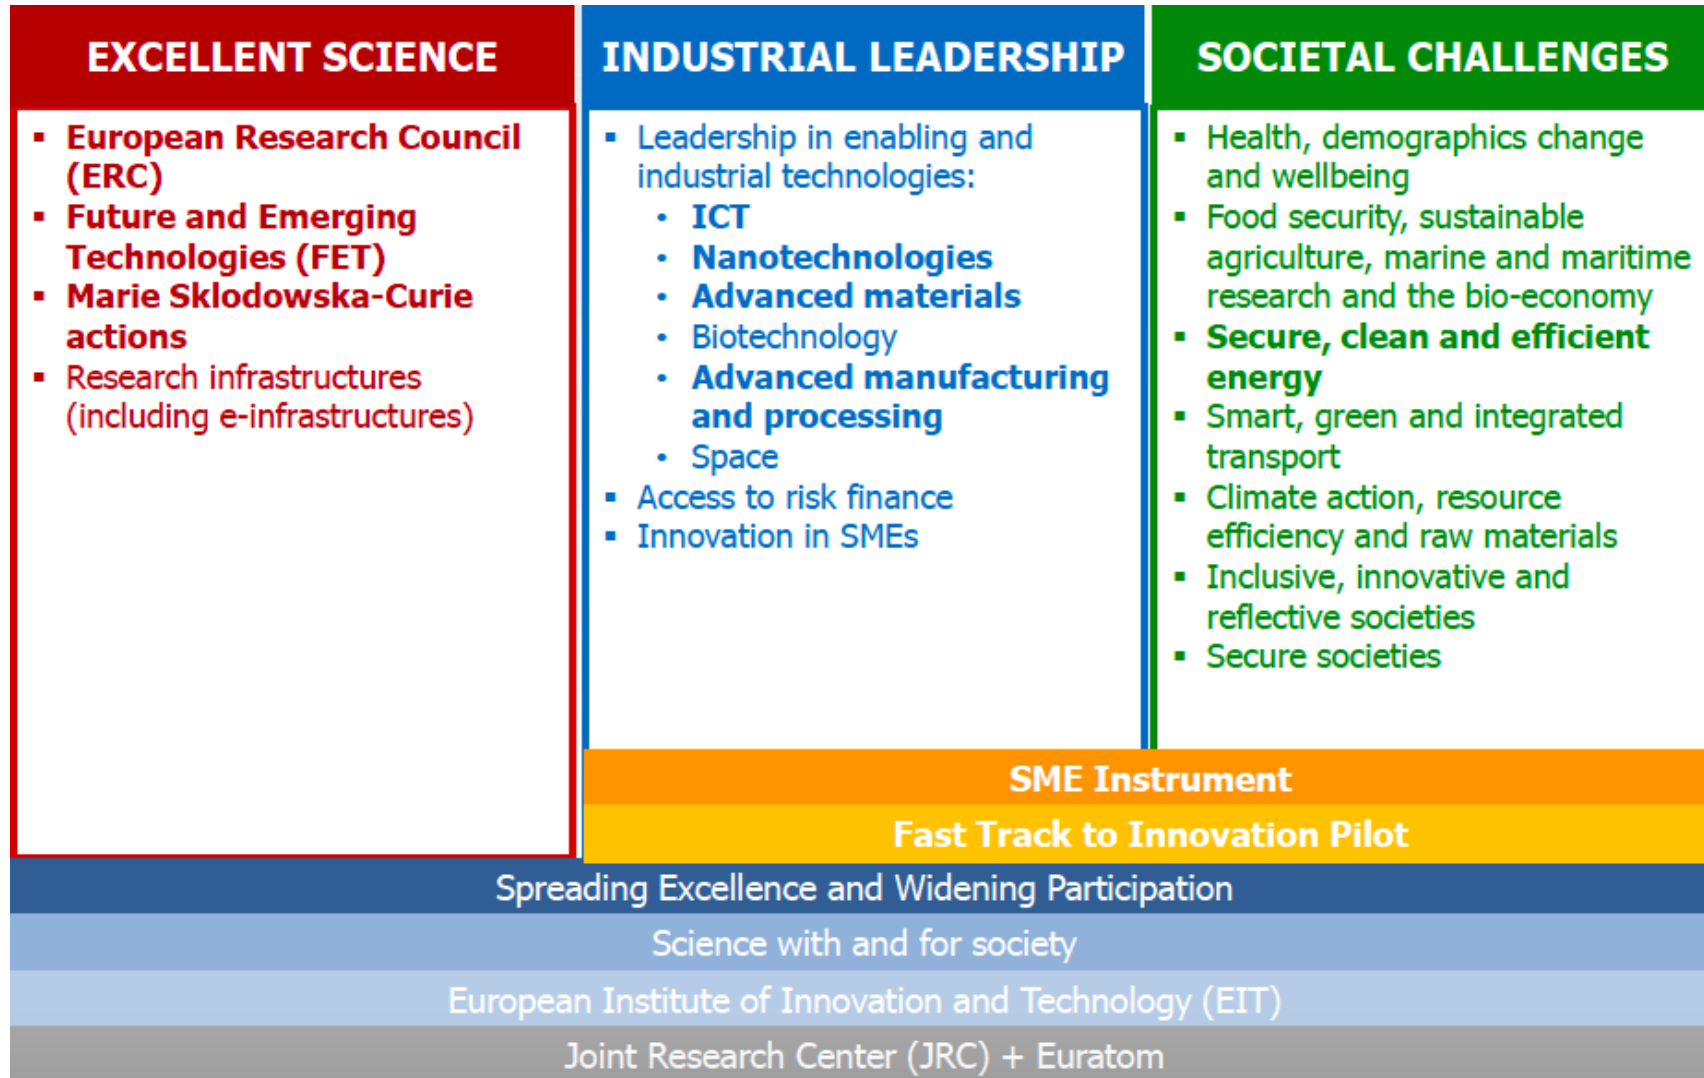 EXCELLENT SCIENCE
▪ European Research Council
(ERC)
▪ Future and Emerging
Technologies (FET)
▪ Marie Sklodowska-Curie
actions
▪ Research infrastructures
(including e-infrastructures)
INDUSTRIAL LEADERSHIP
▪ Leadership in enabling and
industrial technologies:
• ICT
• Nanotechnologies
• Advanced materials
• Biotechnology
• Advanced manufacturing
and processing
• Space
▪ Access to risk finance
▪ Innovation in SMEs
SOCIETAL CHALLENGES
▪ Health, demographics change
and wellbeing
▪ Food security, sustainable
agriculture, marine and maritime
research and the bio-economy
▪ Secure, clean and efficient
energy
▪ Smart, green and integrated
transport
▪ Climate action, resource
efficiency and raw materials
▪ Inclusive, innovative and
reflective societies
▪ Secure societies
SME Instrument
Fast Track to Innovation Pilot
Spreading Excellence and Widening Participation
Science with and for society
European Institute of Innovation and Technology (EIT)
Joint Research Center (JRC) + Euratom